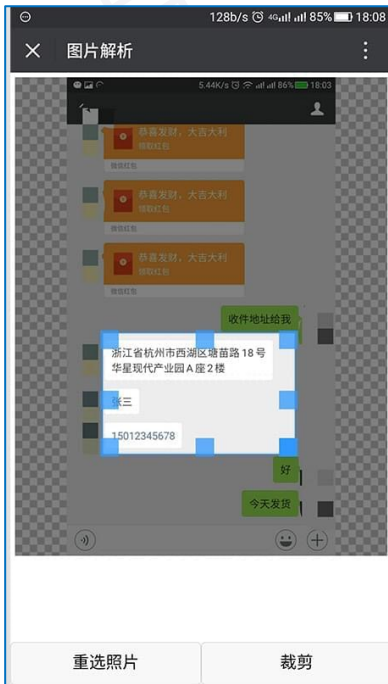 128b/s 4G 85% 18:08
图片解析
5.44K/s 86% 18:03
恭喜发财，大吉大利
领取红包
微信红包
恭喜发财，大吉大利
领取红包
微信红包
恭喜发财，大吉大利
领取红包
微信红包
收件地址给我
浙江省杭州市西湖区塘苗路18号
华星现代产业园A座2楼
张三
15012345678
好
今天发货
重选照片
裁剪